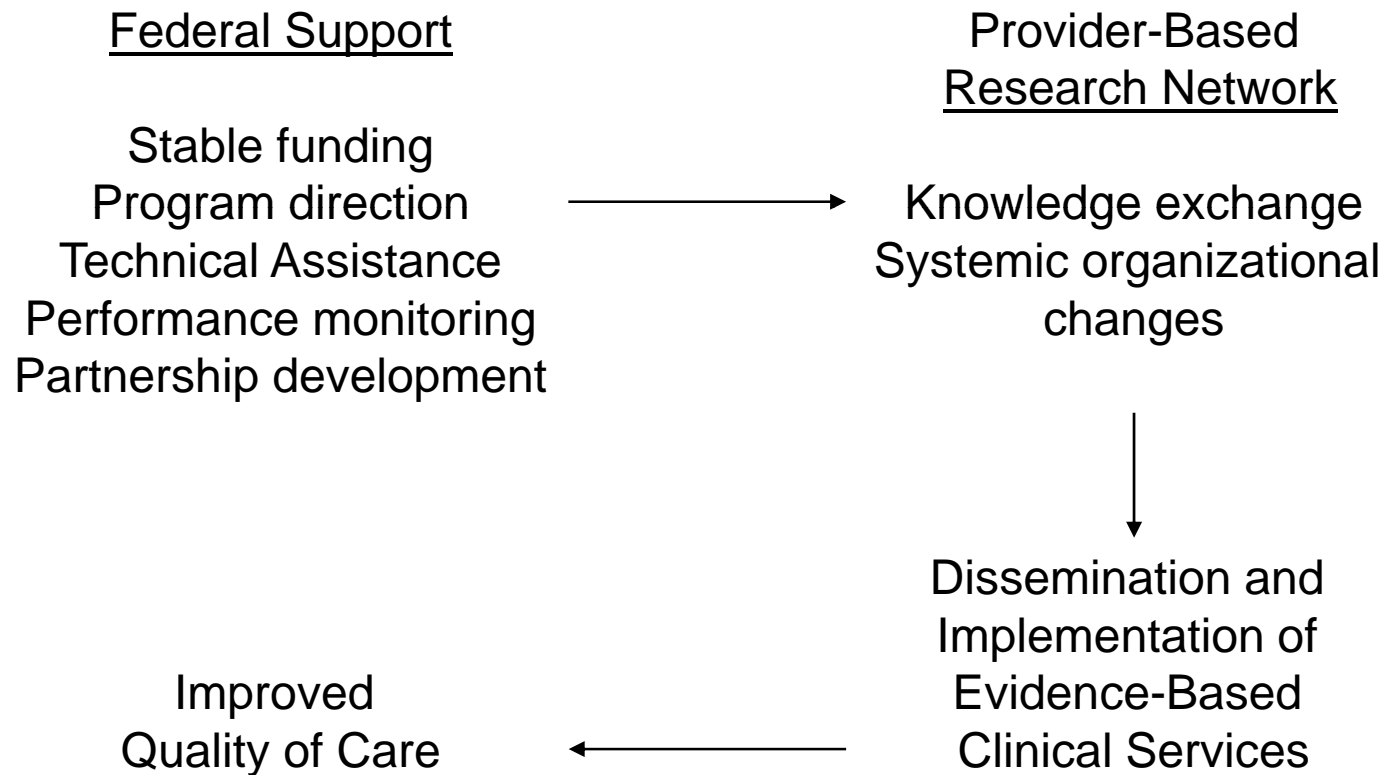 Federal Support
Stable funding
Program direction
Technical Assistance
Performance monitoring
Partnership development
Provider-Based
Research Network
Knowledge exchange
Systemic organizational
changes
Dissemination and
Implementation of
Evidence-Based
Clinical Services
Improved
Quality of Care